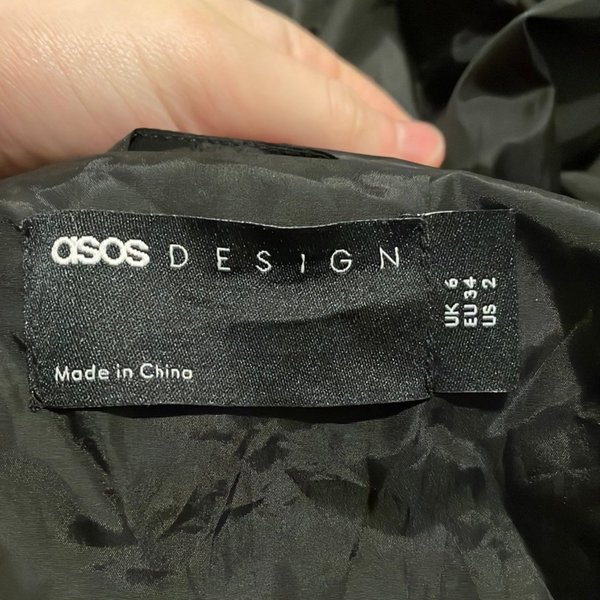 asos DESIGN
Made in China
UK 6
EU 34
US 2